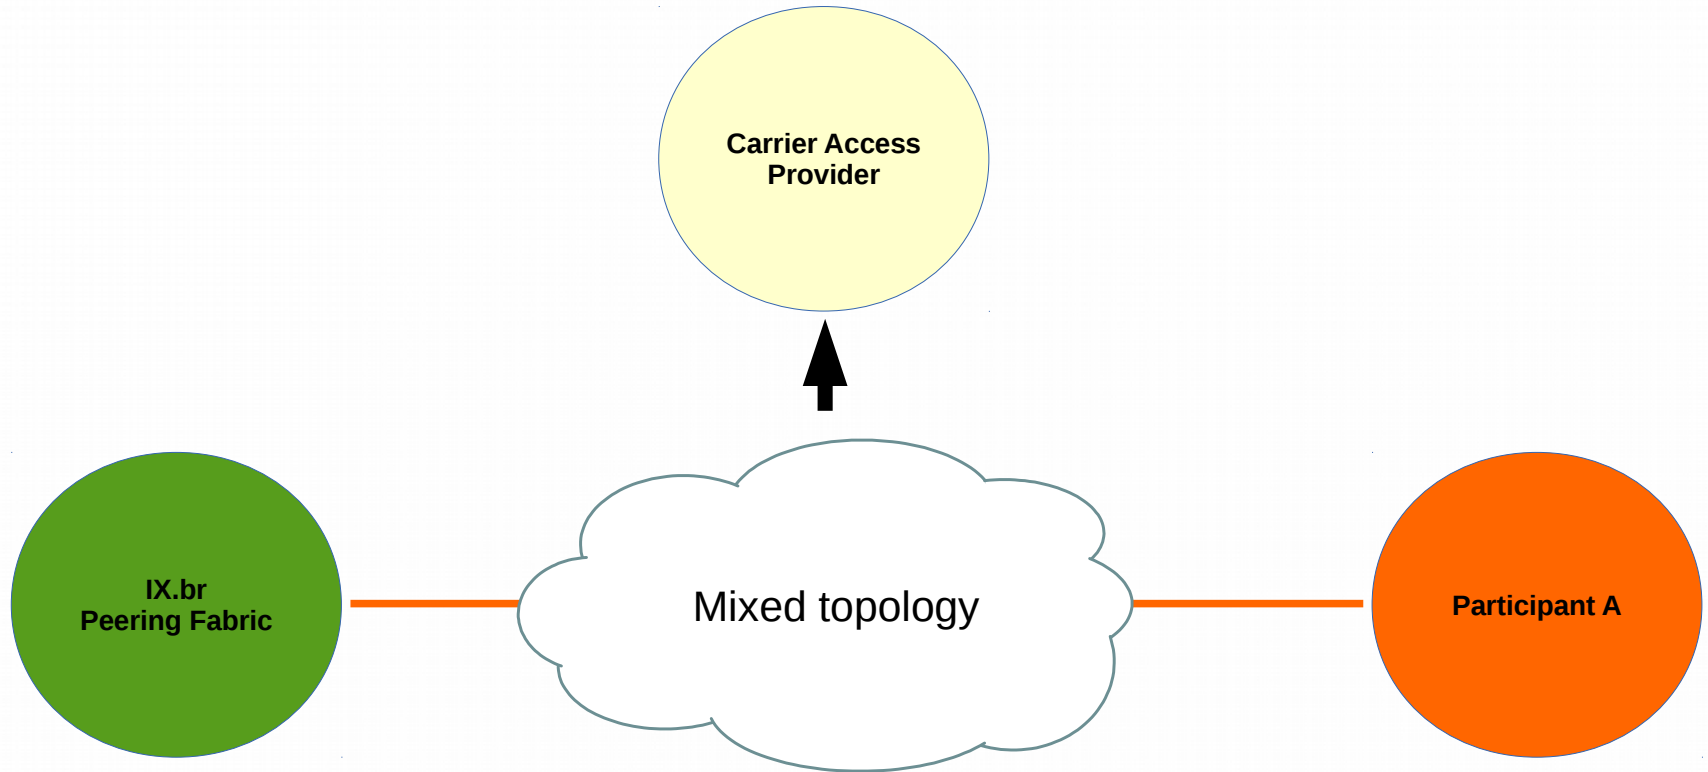 Carrier Access
Provider
IX.br
Peering Fabric
Mixed topology
Participant A